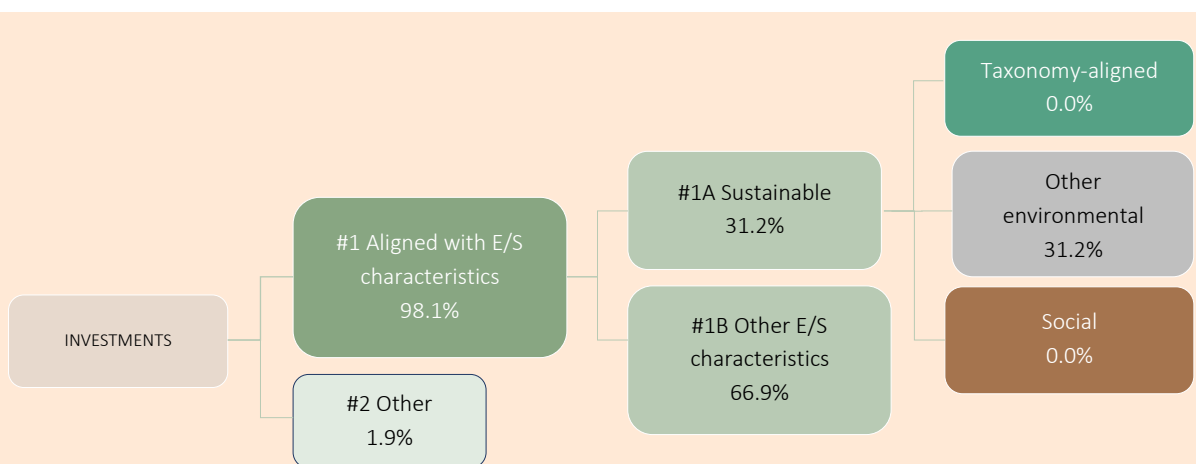 INVESTMENTS
#1 Aligned with E/S
characteristics
98.1%
#2 Other
1.9%
#1A Sustainable
31.2%
#1B Other E/S
characteristics
66.9%
Taxonomy-aligned
0.0%
Other
environmental
31.2%
Social
0.0%